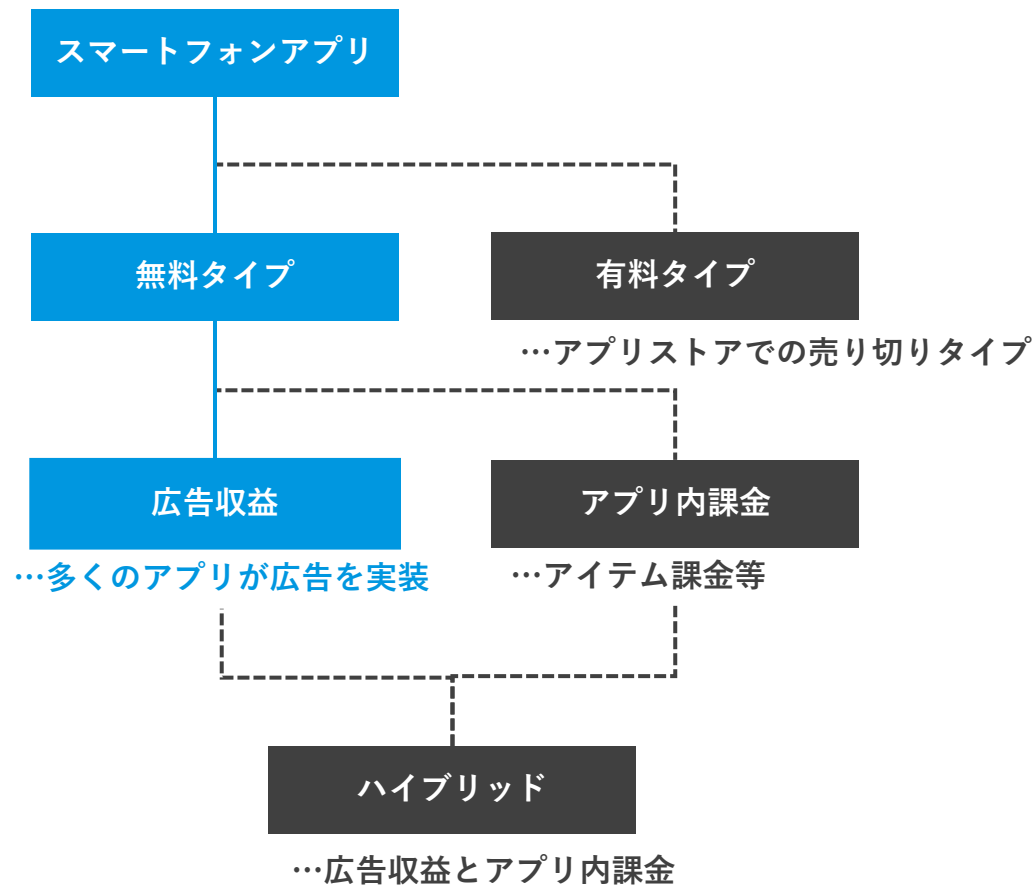 スマートフォンアプリ
無料タイプ
有料タイプ
…アプリストアでの売り切りタイプ
広告収益
アプリ内課金
…多くのアプリが広告を実装
…アイテム課金等
ハイブリッド
…広告収益とアプリ内課金